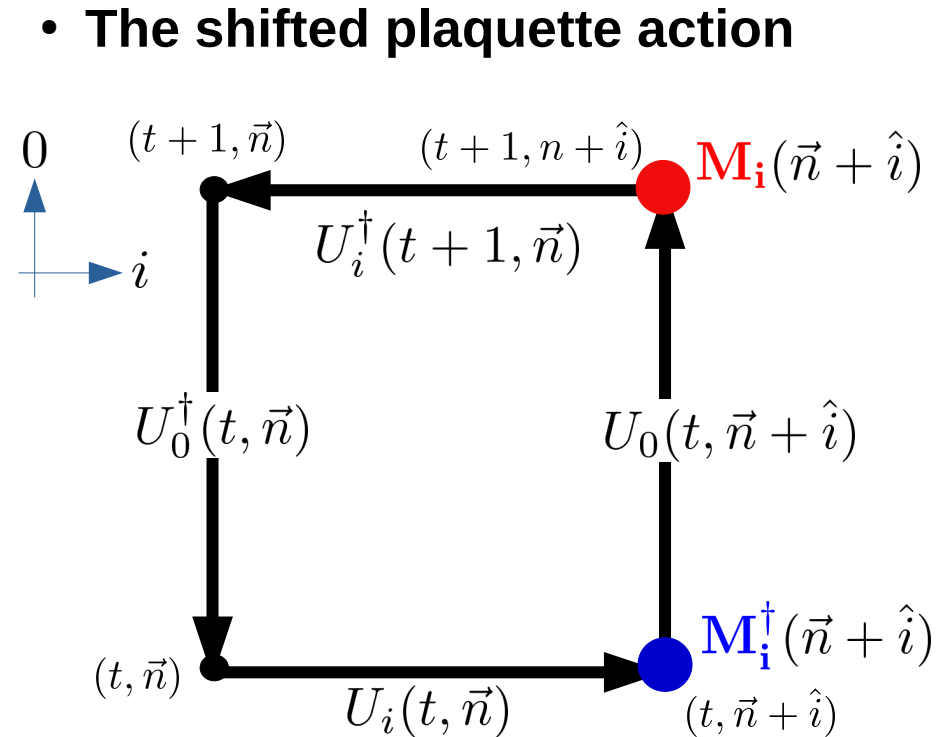 • The shifted plaquette action
0
(t + 1, n⃗)
(t + 1, n + î)
M_i(n⃗ + î)
U_i^†(t + 1, n⃗)
i
U_0^†(t, n⃗)
U_0(t, n⃗ + î)
M_i^†(n⃗ + î)
(t, n⃗)
U_i(t, n⃗)
(t, n⃗ + î)